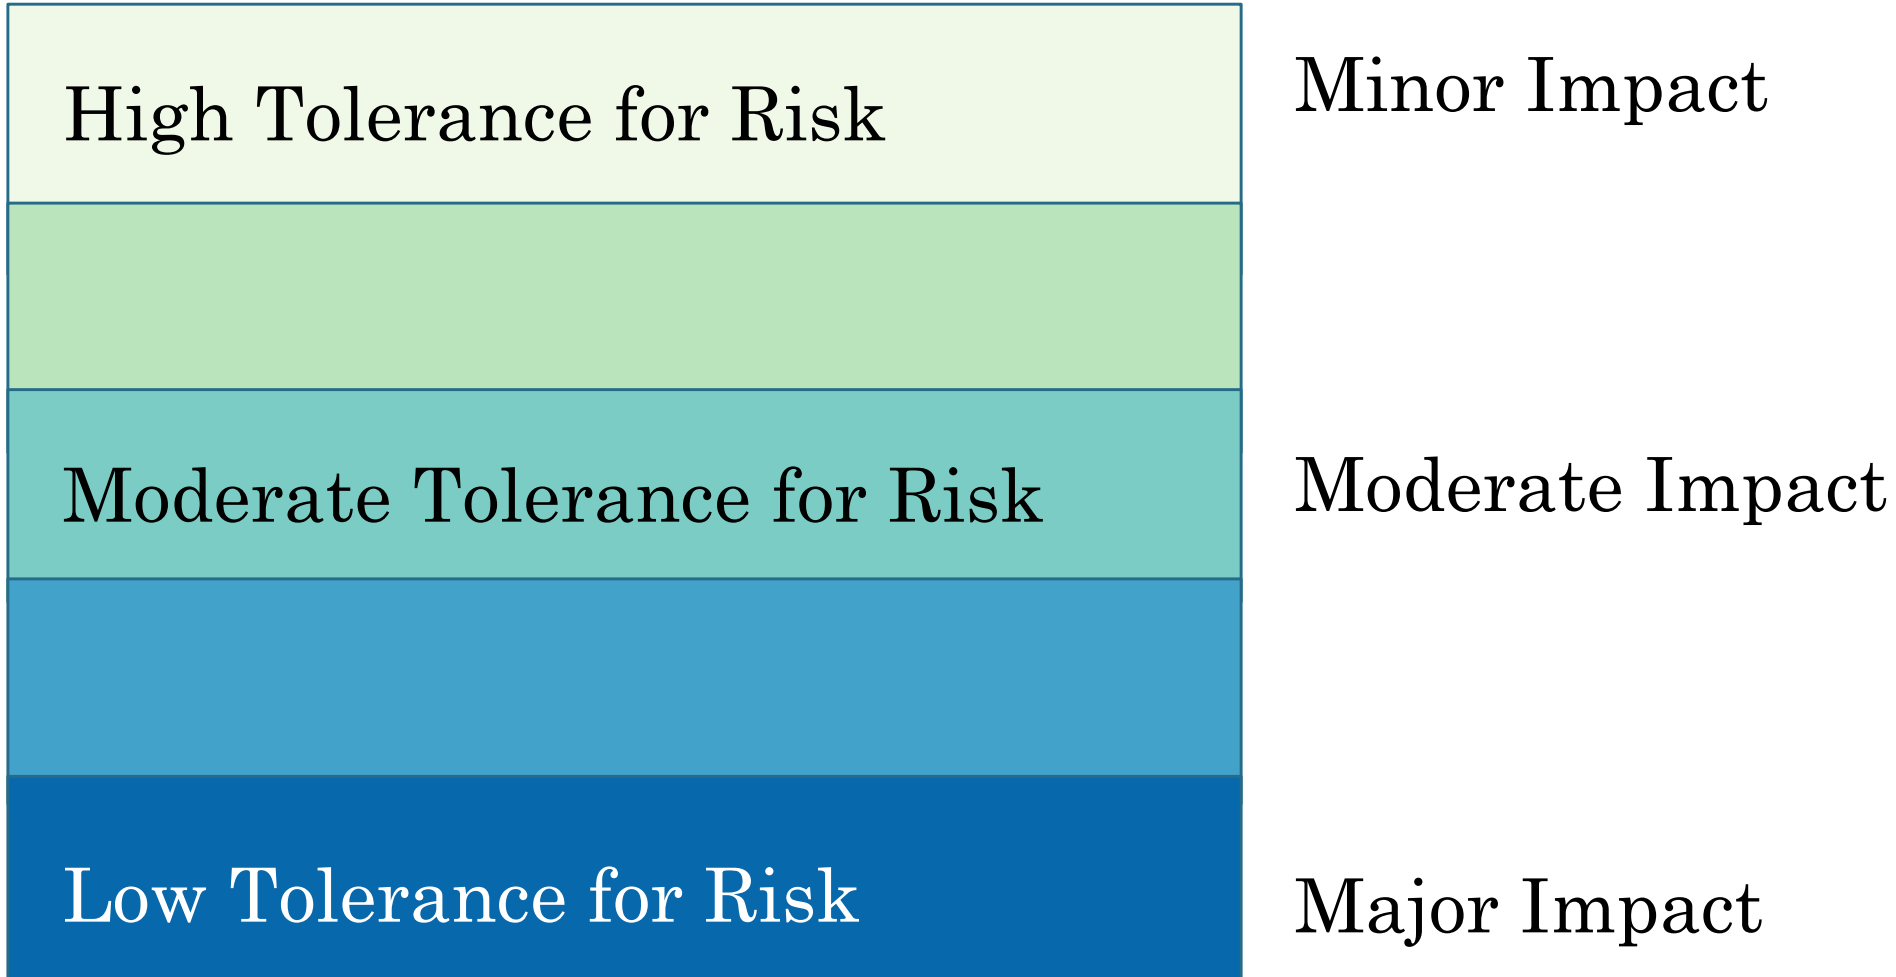 High Tolerance for Risk
Minor Impact
Moderate Tolerance for Risk
Moderate Impact
Low Tolerance for Risk
Major Impact